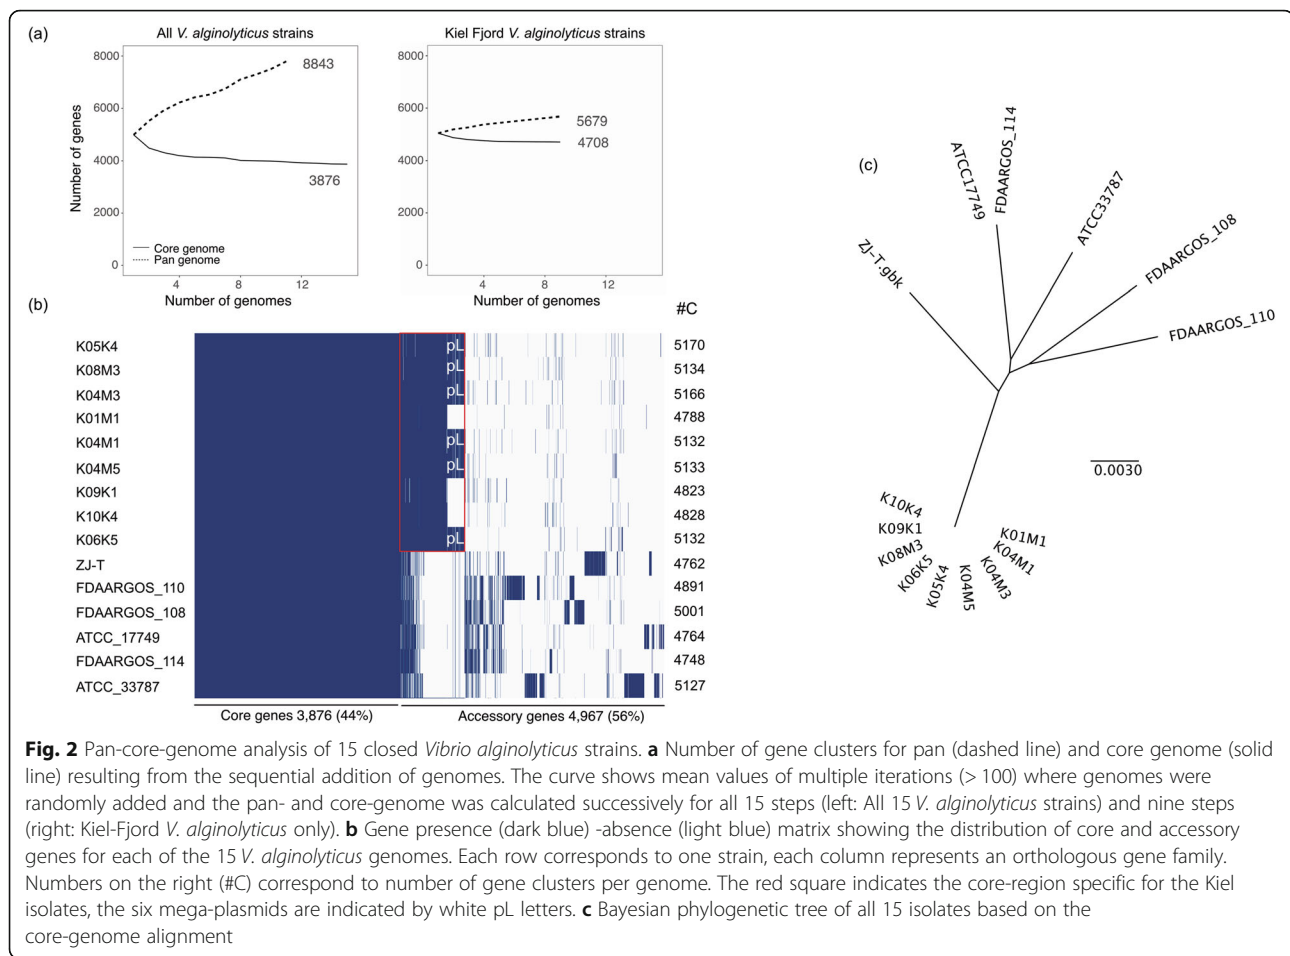 (a)
All V. alginolyticus strains
Kiel Fjord V. alginolyticus strains
Number of genes
8000
6000
4000
2000
0
8843
3876
Core genome
Pan genome
4
8
12
Number of genomes
8000
6000
4000
2000
0
5679
4708
4
8
12
Number of genomes
(b)
#C
K05K4 pL 5170
K08M3 pL 5134
K04M3 pL 5166
K01M1 4788
K04M1 pL 5132
K04M5 pL 5133
K09K1 4823
K10K4 4828
K06K5 pL 5132
ZJ-T 4762
FDAARGOS_110 4891
FDAARGOS_108 5001
ATCC_17749 4764
FDAARGOS_114 4748
ATCC_33787 5127
Core genes 3,876 (44%)
Accessory genes 4,967 (56%)
(c)
ZJ-T.gbk
ATCC17749
FDAARGOS_114
ATCC33787
FDAARGOS_108
FDAARGOS_110
0.0030
K10K4
K09K1
K08M3
K06K5
K05K4
K04M5
K04M3
K04M1
K01M1
Fig. 2 Pan-core-genome analysis of 15 closed Vibrio alginolyticus strains. a Number of gene clusters for pan (dashed line) and core genome (solid
line) resulting from the sequential addition of genomes. The curve shows mean values of multiple iterations (> 100) where genomes were
randomly added and the pan- and core-genome was calculated successively for all 15 steps (left: All 15 V. alginolyticus strains) and nine steps
(right: Kiel-Fjord V. alginolyticus only). b Gene presence (dark blue) -absence (light blue) matrix showing the distribution of core and accessory
genes for each of the 15 V. alginolyticus genomes. Each row corresponds to one strain, each column represents an orthologous gene family.
Numbers on the right (#C) correspond to number of gene clusters per genome. The red square indicates the core-region specific for the Kiel
isolates, the six mega-plasmids are indicated by white pL letters. c Bayesian phylogenetic tree of all 15 isolates based on the
core-genome alignment